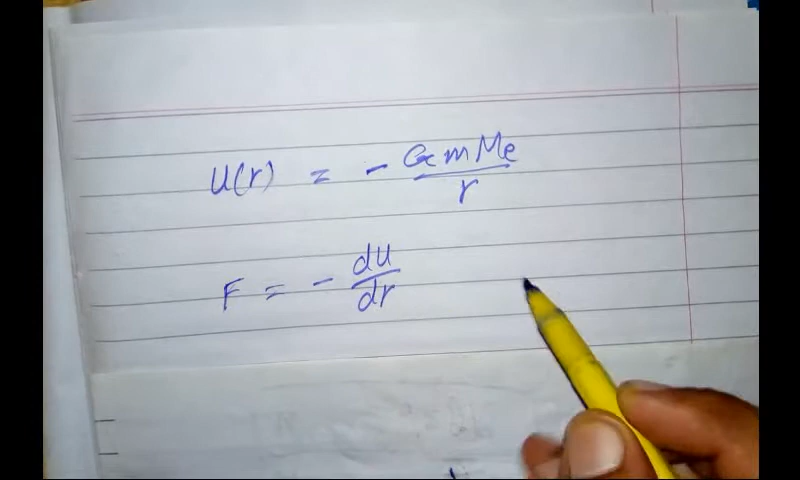 U(r) = - GmMe/r
F = - dU/dr